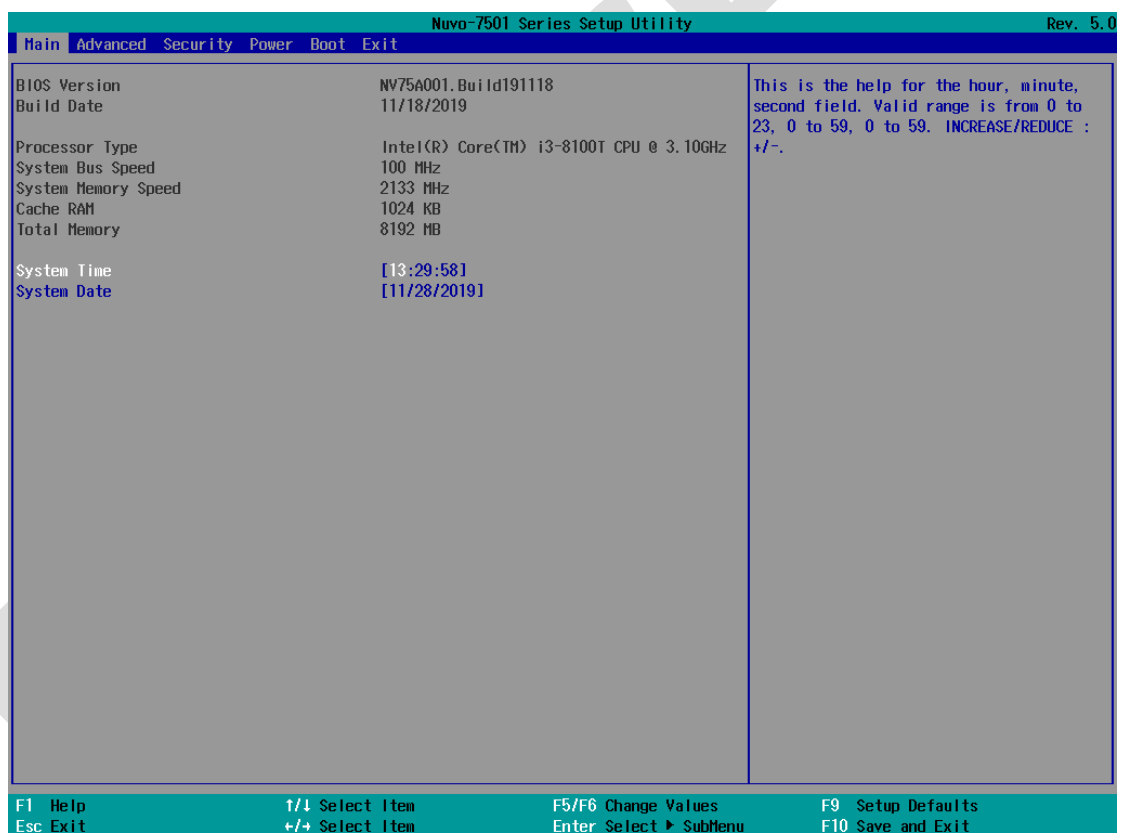 Nuvo-7501 Series Setup Utility Rev. 5.0
Main Advanced Security Power Boot Exit
BIOS Version NV75A001.Build191118
Build Date 11/18/2019
Processor Type Intel(R) Core(TM) i3-8100T CPU @ 3.10GHz
System Bus Speed 100 MHz
System Memory Speed 2133 MHz
Cache RAM 1024 KB
Total Memory 8192 MB
System Time [13:29:58]
System Date [11/28/2019]
This is the help for the hour, minute,
second field. Valid range is from 0 to
23, 0 to 59, 0 to 59. INCREASE/REDUCE :
+/-.
F1 Help ↑/↓ Select Item F5/F6 Change Values F9 Setup Defaults
Esc Exit ←/→ Select Item Enter Select ▶ SubMenu F10 Save and Exit